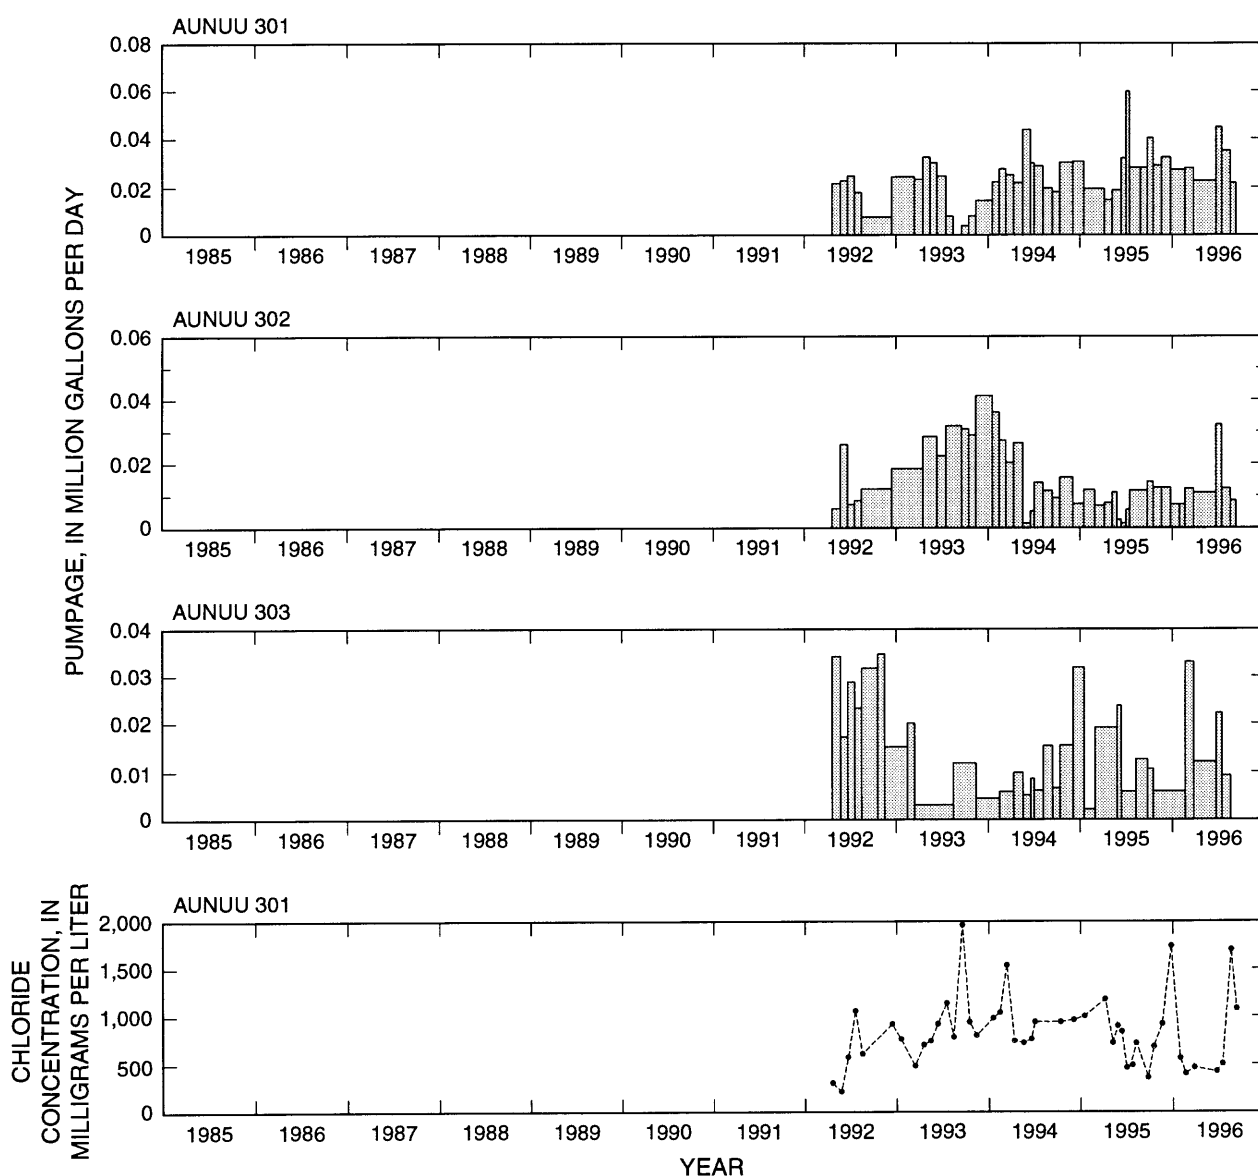 AUNUU 301
0.08
0.06
0.04
0.02
0
1985 1986 1987 1988 1989 1990 1991 1992 1993 1994 1995 1996
PUMPAGE, IN MILLION GALLONS PER DAY
AUNUU 302
0.06
0.04
0.02
0
1985 1986 1987 1988 1989 1990 1991 1992 1993 1994 1995 1996
AUNUU 303
0.04
0.03
0.02
0.01
0
1985 1986 1987 1988 1989 1990 1991 1992 1993 1994 1995 1996
CHLORIDE
CONCENTRATION, IN
MILLIGRAMS PER LITER
AUNUU 301
2,000
1,500
1,000
500
0
1985 1986 1987 1988 1989 1990 1991 1992 1993 1994 1995 1996
YEAR